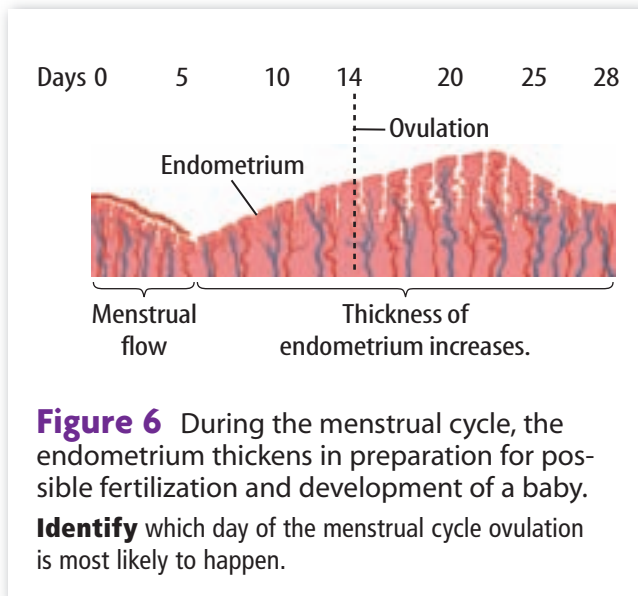 Days 0 5 10 14 20 25 28
Ovulation
Endometrium
Menstrual
flow
Thickness of
endometrium increases.
Figure 6 During the menstrual cycle, the
endometrium thickens in preparation for pos-
sible fertilization and development of a baby.
Identify which day of the menstrual cycle ovulation
is most likely to happen.